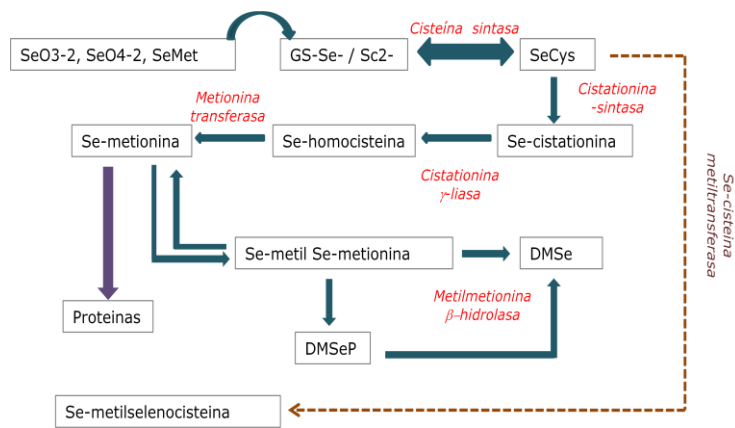 SeO3-2, SeO4-2, SeMet
GS-Se- / Sc2-
Cisteína sintasa
SeCys
Cistationina
-sintasa
Metionina
transferasa
Se-metionina
Se-homocisteina
Se-cistationina
Cistationina
γ-liasa
Se-cisteina
metiltransferasa
Se-metil Se-metionina
DMSe
Metilmetionina
β-hidrolasa
Proteinas
DMSeP
Se-metilselenocisteina